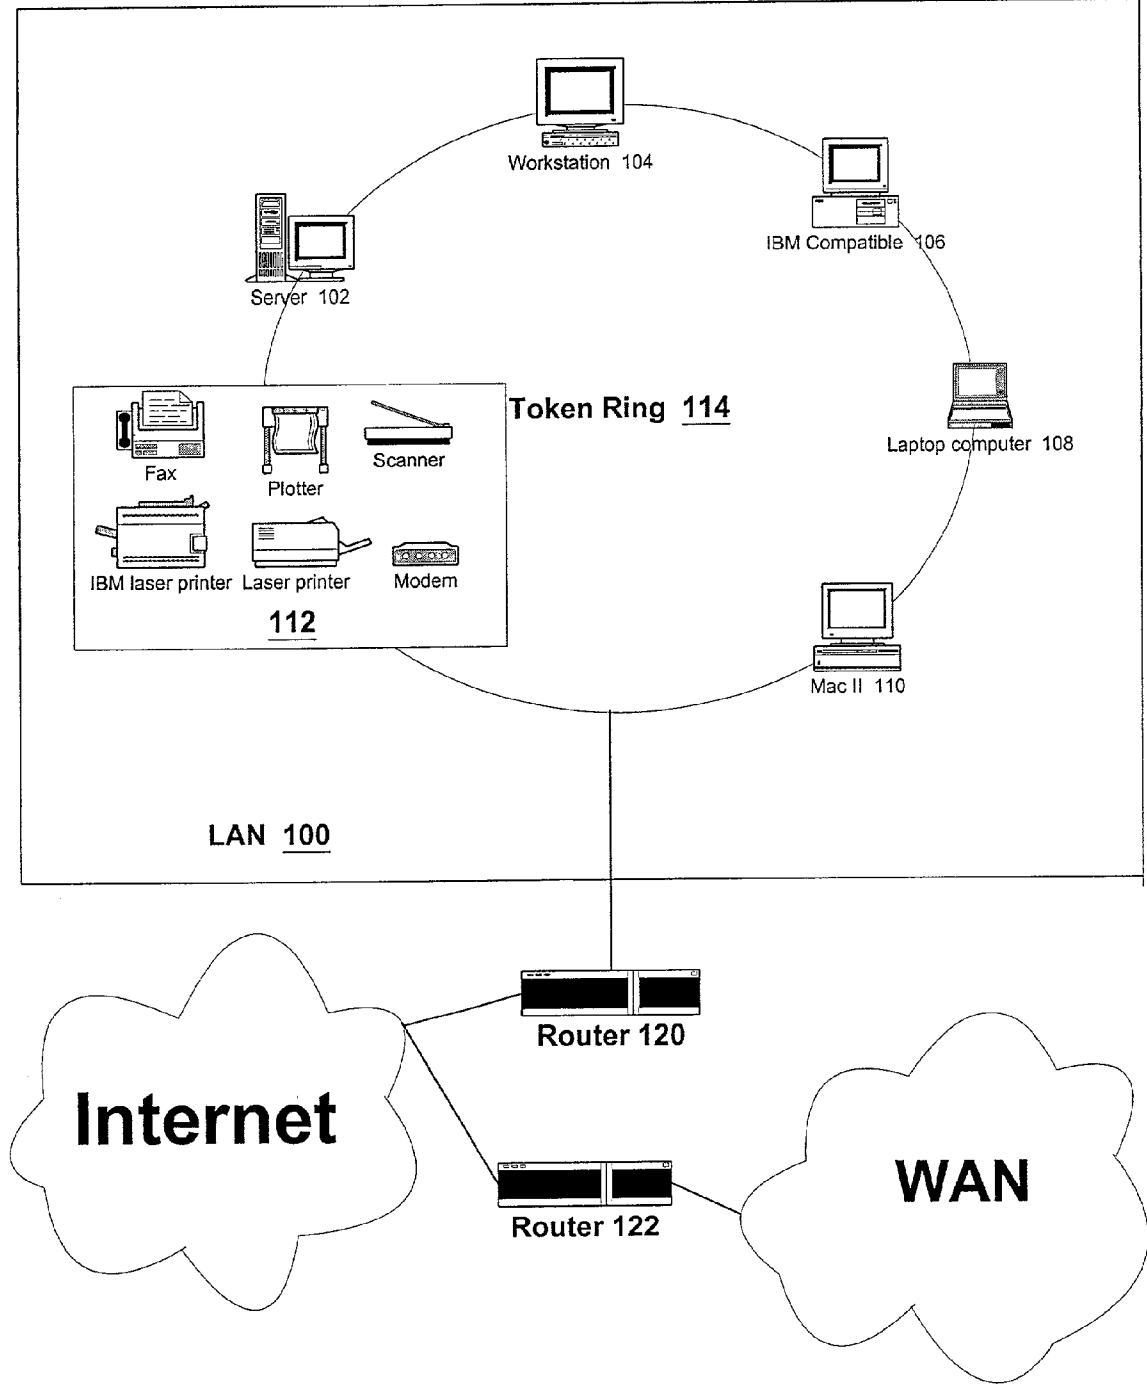 Workstation 104
IBM Compatible 106
Server 102
Token Ring 114
Laptop computer 108
Fax
Plotter
Scanner
IBM laser printer
Laser printer
Modem
112
Mac II 110
LAN 100
Router 120
Internet
WAN
Router 122